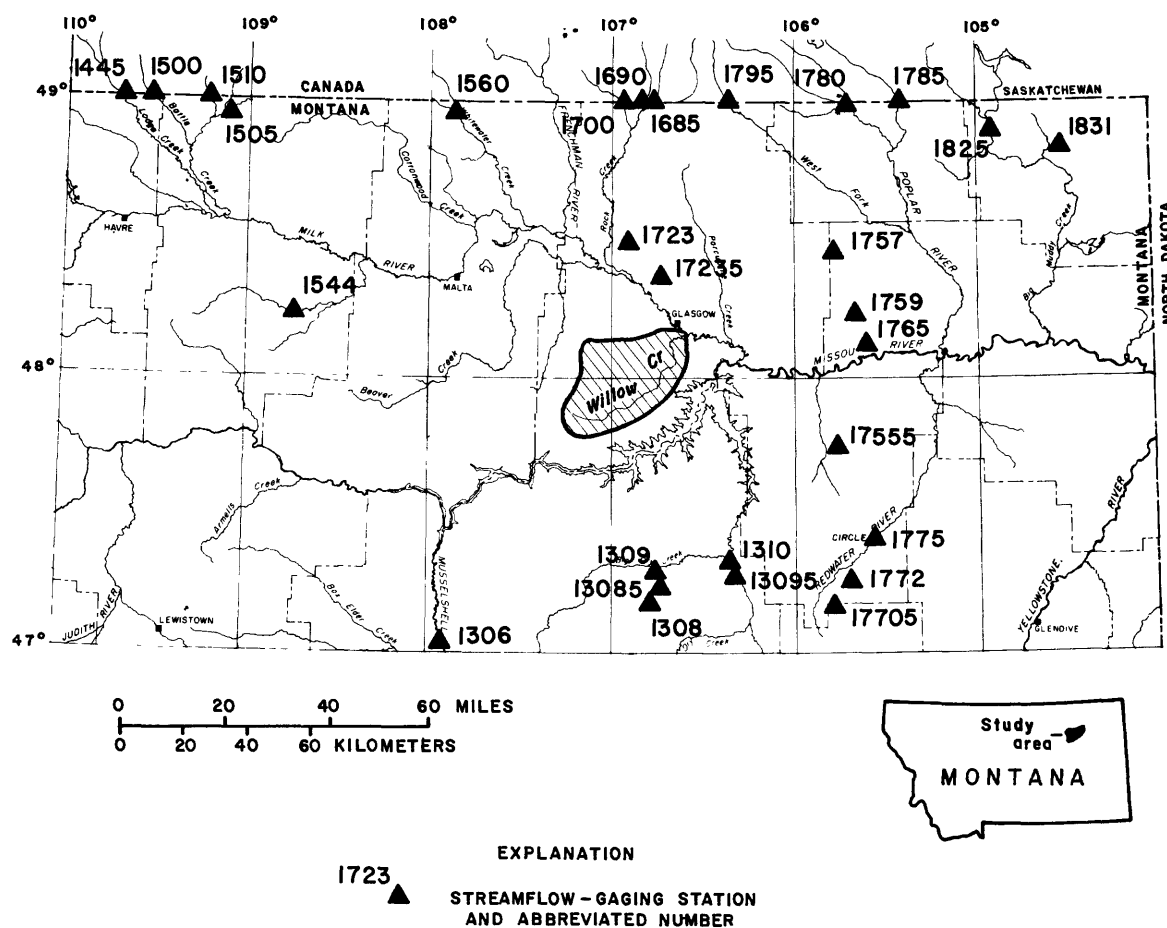 110°
109°
108°
107°
106°
105°
1445
1500
1510
CANADA
1560
1690
1795
1780
1785
SASKATCHEWAN
49°
MONTANA
1505
1700
1685
1825
1831
Lodge Creek
Battle Creek
Whitewater Creek
Cottonwood Creek
FRENCHMAN RIVER
Rock Creek
Porcupine Creek
West Fork
POPLAR RIVER
Big Muddy Creek
MONTANA
NORTH DAKOTA
HAVRE
MILK RIVER
MALTA
1723
17235
1757
1544
GLASGOW
1759
1765
MISSOURI RIVER
48°
Beaver Creek
Willow Cr
17555
Armells Creek
MUSSELSHELL
CIRCLE
REDWATER RIVER
1775
1309
Creek
1310
13095
1772
13085
1308
17705
YELLOWSTONE RIVER
GLENDIVE
Box Elder Creek
JUDITH RIVER
LEWISTOWN
47°
1306
Creek
0 20 40 60 MILES
0 20 40 60 KILOMETERS
Study area
MONTANA
EXPLANATION
1723
STREAMFLOW-GAGING STATION
AND ABBREVIATED NUMBER